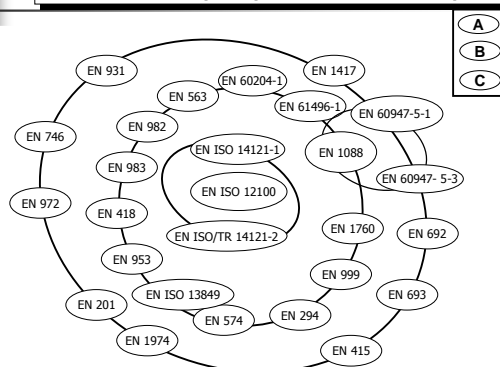 A
B
C
EN 931
EN 1417
EN 60204-1
EN 563
EN 61496-1
EN 60947-5-1
EN 982
EN 746
EN ISO 14121-1
EN 1088
EN 983
EN 60947- 5-3
EN ISO 12100
EN 972
EN 418
EN 1760
EN 692
EN ISO/TR 14121-2
EN 953
EN 999
EN ISO 13849
EN 693
EN 201
EN 294
EN 574
EN 1974
EN 415